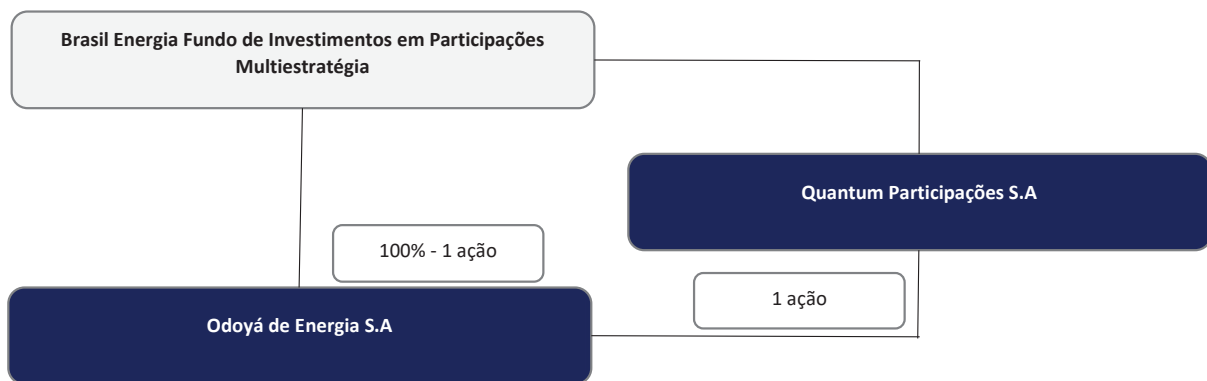 Brasil Energia Fundo de Investimentos em Participações
Multiestratégia
Quantum Participações S.A
100% - 1 ação
1 ação
Odoyá de Energia S.A